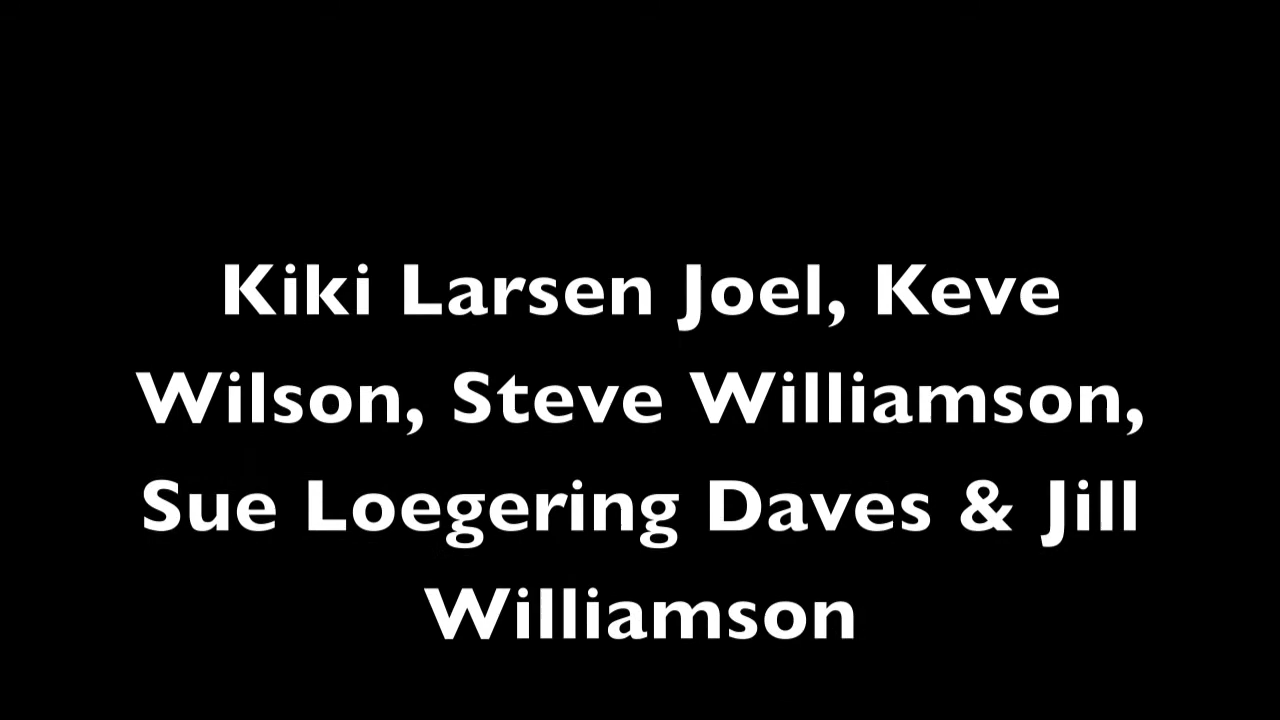 Kiki Larsen Joel, Keve
Wilson, Steve Williamson,
Sue Loegering Daves & Jill
Williamson